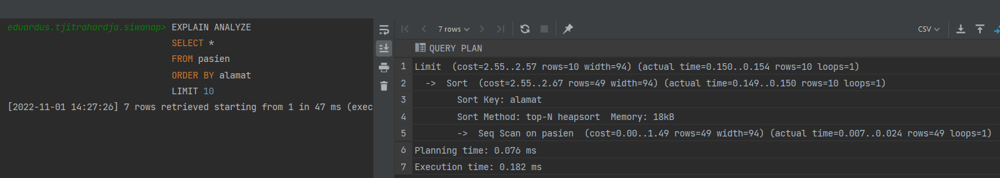 eduardus.tjitrahardja.siwanap> EXPLAIN ANALYZE
SELECT *
FROM pasien
ORDER BY alamat
LIMIT 10
[2022-11-01 14:27:26] 7 rows retrieved starting from 1 in 47 ms (exec
7 rows
CSV
QUERY PLAN
1 Limit  (cost=2.55..2.57 rows=10 width=94) (actual time=0.150..0.154 rows=10 loops=1)
2 ->  Sort  (cost=2.55..2.67 rows=49 width=94) (actual time=0.149..0.150 rows=10 loops=1)
3 Sort Key: alamat
4 Sort Method: top-N heapsort  Memory: 18kB
5 ->  Seq Scan on pasien  (cost=0.00..1.49 rows=49 width=94) (actual time=0.007..0.024 rows=49 loops=1)
6 Planning time: 0.076 ms
7 Execution time: 0.182 ms